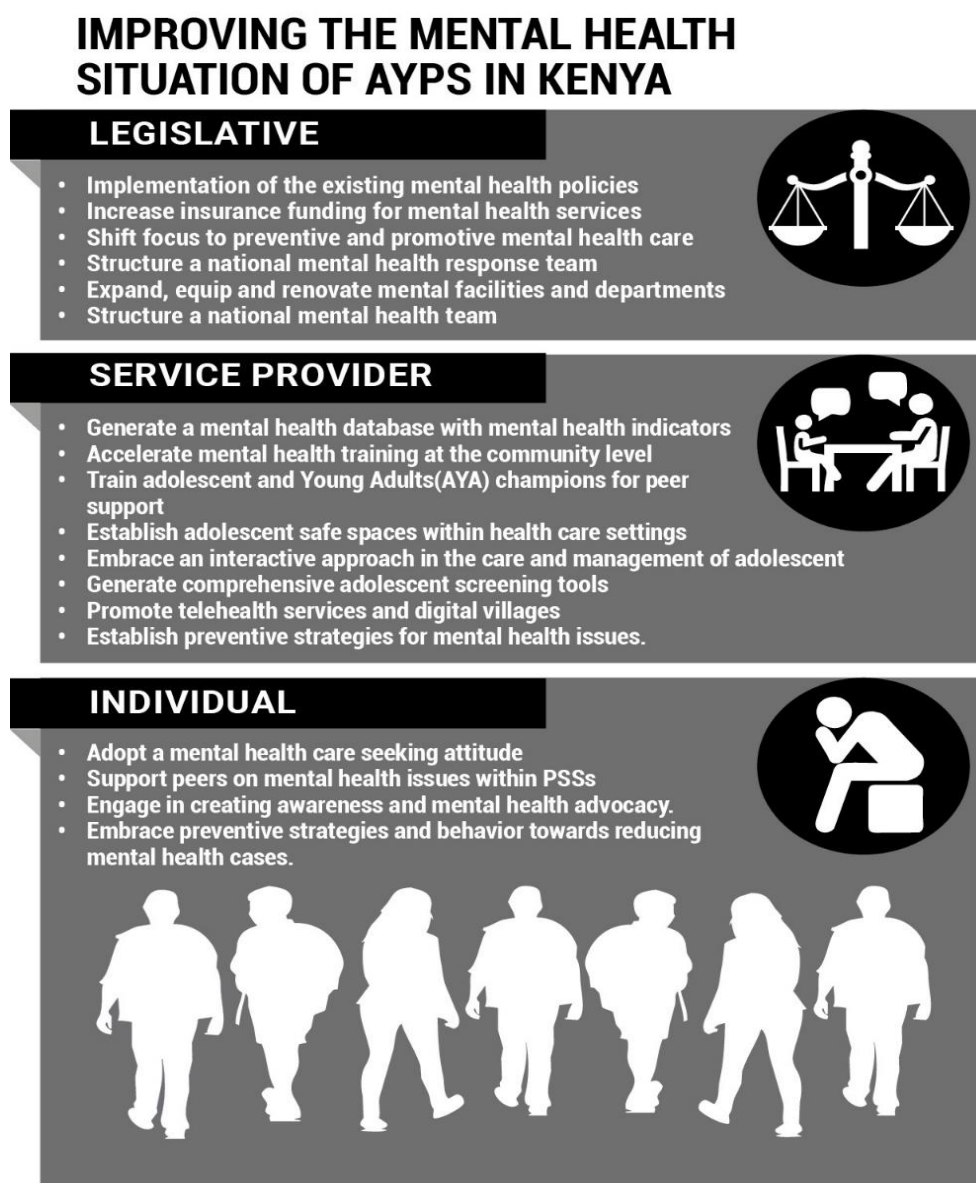 IMPROVING THE MENTAL HEALTH
SITUATION OF AYPS IN KENYA
LEGISLATIVE
• Implementation of the existing mental health policies
• Increase insurance funding for mental health services
• Shift focus to preventive and promotive mental health care
• Structure a national mental health response team
• Expand, equip and renovate mental facilities and departments
• Structure a national mental health team
SERVICE PROVIDER
• Generate a mental health database with mental health indicators
• Accelerate mental health training at the community level
• Train adolescent and Young Adults(AYA) champions for peer
support
• Establish adolescent safe spaces within health care settings
• Embrace an interactive approach in the care and management of adolescent
• Generate comprehensive adolescent screening tools
• Promote telehealth services and digital villages
• Establish preventive strategies for mental health issues.
INDIVIDUAL
• Adopt a mental health care seeking attitude
• Support peers on mental health issues within PSSs
• Engage in creating awareness and mental health advocacy.
• Embrace preventive strategies and behavior towards reducing
mental health cases.